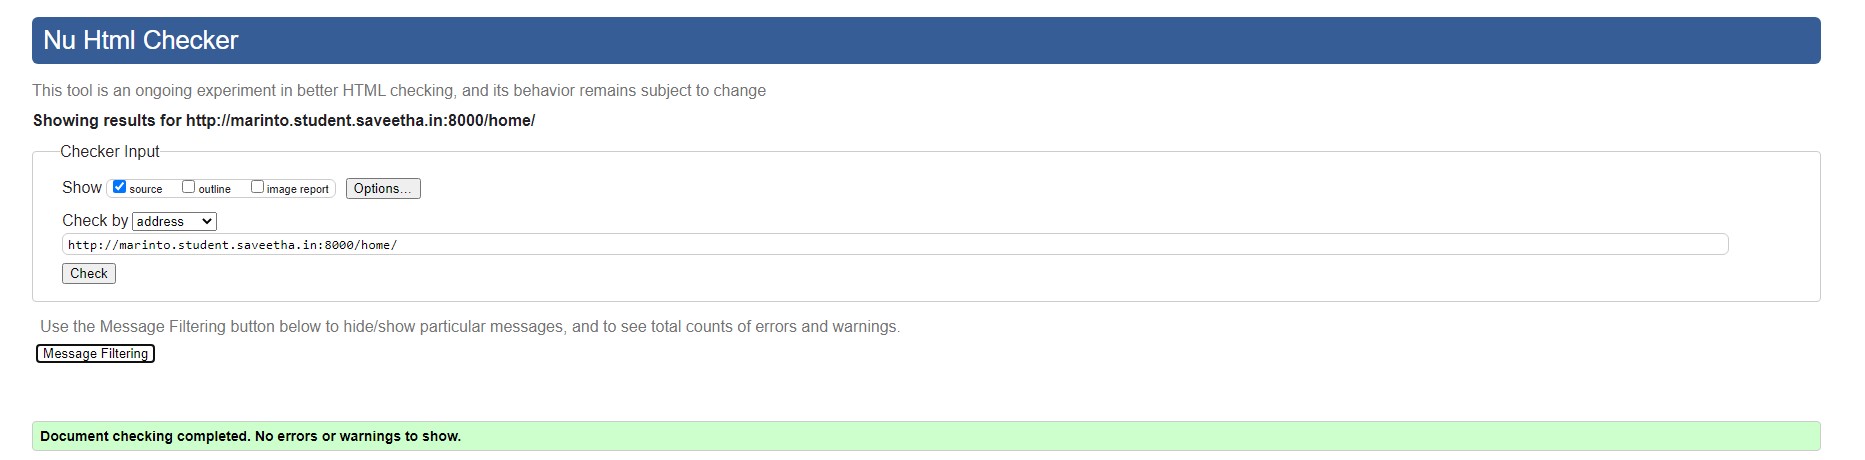 Nu Html Checker
This tool is an ongoing experiment in better HTML checking, and its behavior remains subject to change
Showing results for http://marinto.student.saveetha.in:8000/home/
Checker Input
Show source outline image report Options...
Check by address
http://marinto.student.saveetha.in:8000/home/
Check
Use the Message Filtering button below to hide/show particular messages, and to see total counts of errors and warnings.
Message Filtering
Document checking completed. No errors or warnings to show.